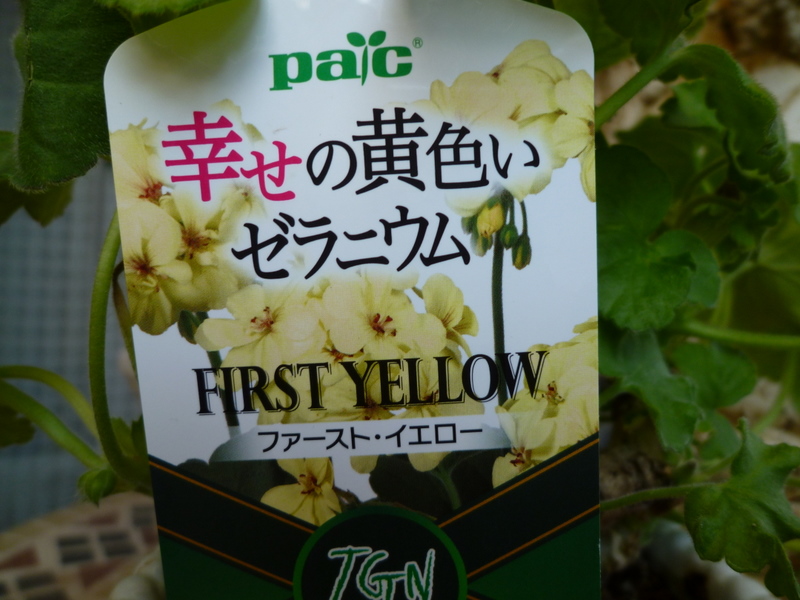 paic®
幸せの黄色い
ゼラニウム
FIRST YELLOW
ファースト・イエロー
TGN